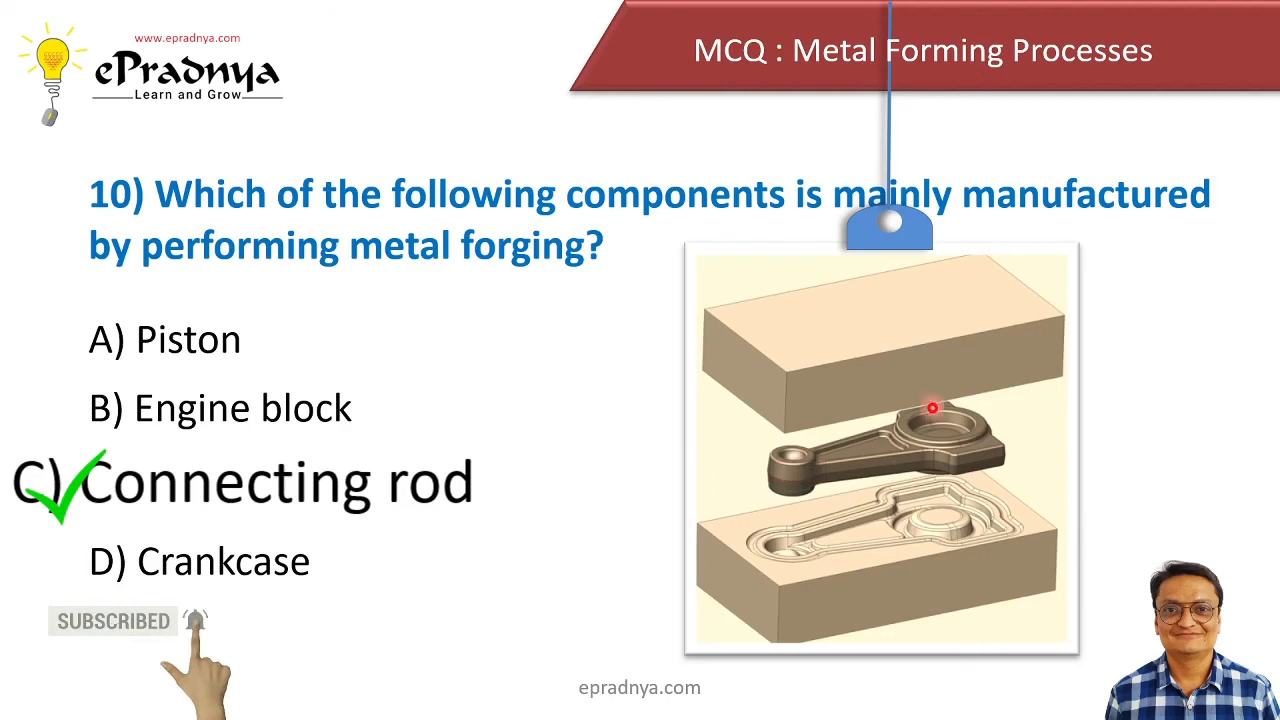 www.epradnya.com
ePradnya
Learn and Grow
MCQ : Metal Forming Processes
10) Which of the following components is mainly manufactured
by performing metal forging?
A) Piston
B) Engine block
C) Connecting rod
D) Crankcase
SUBSCRIBED
epradnya.com